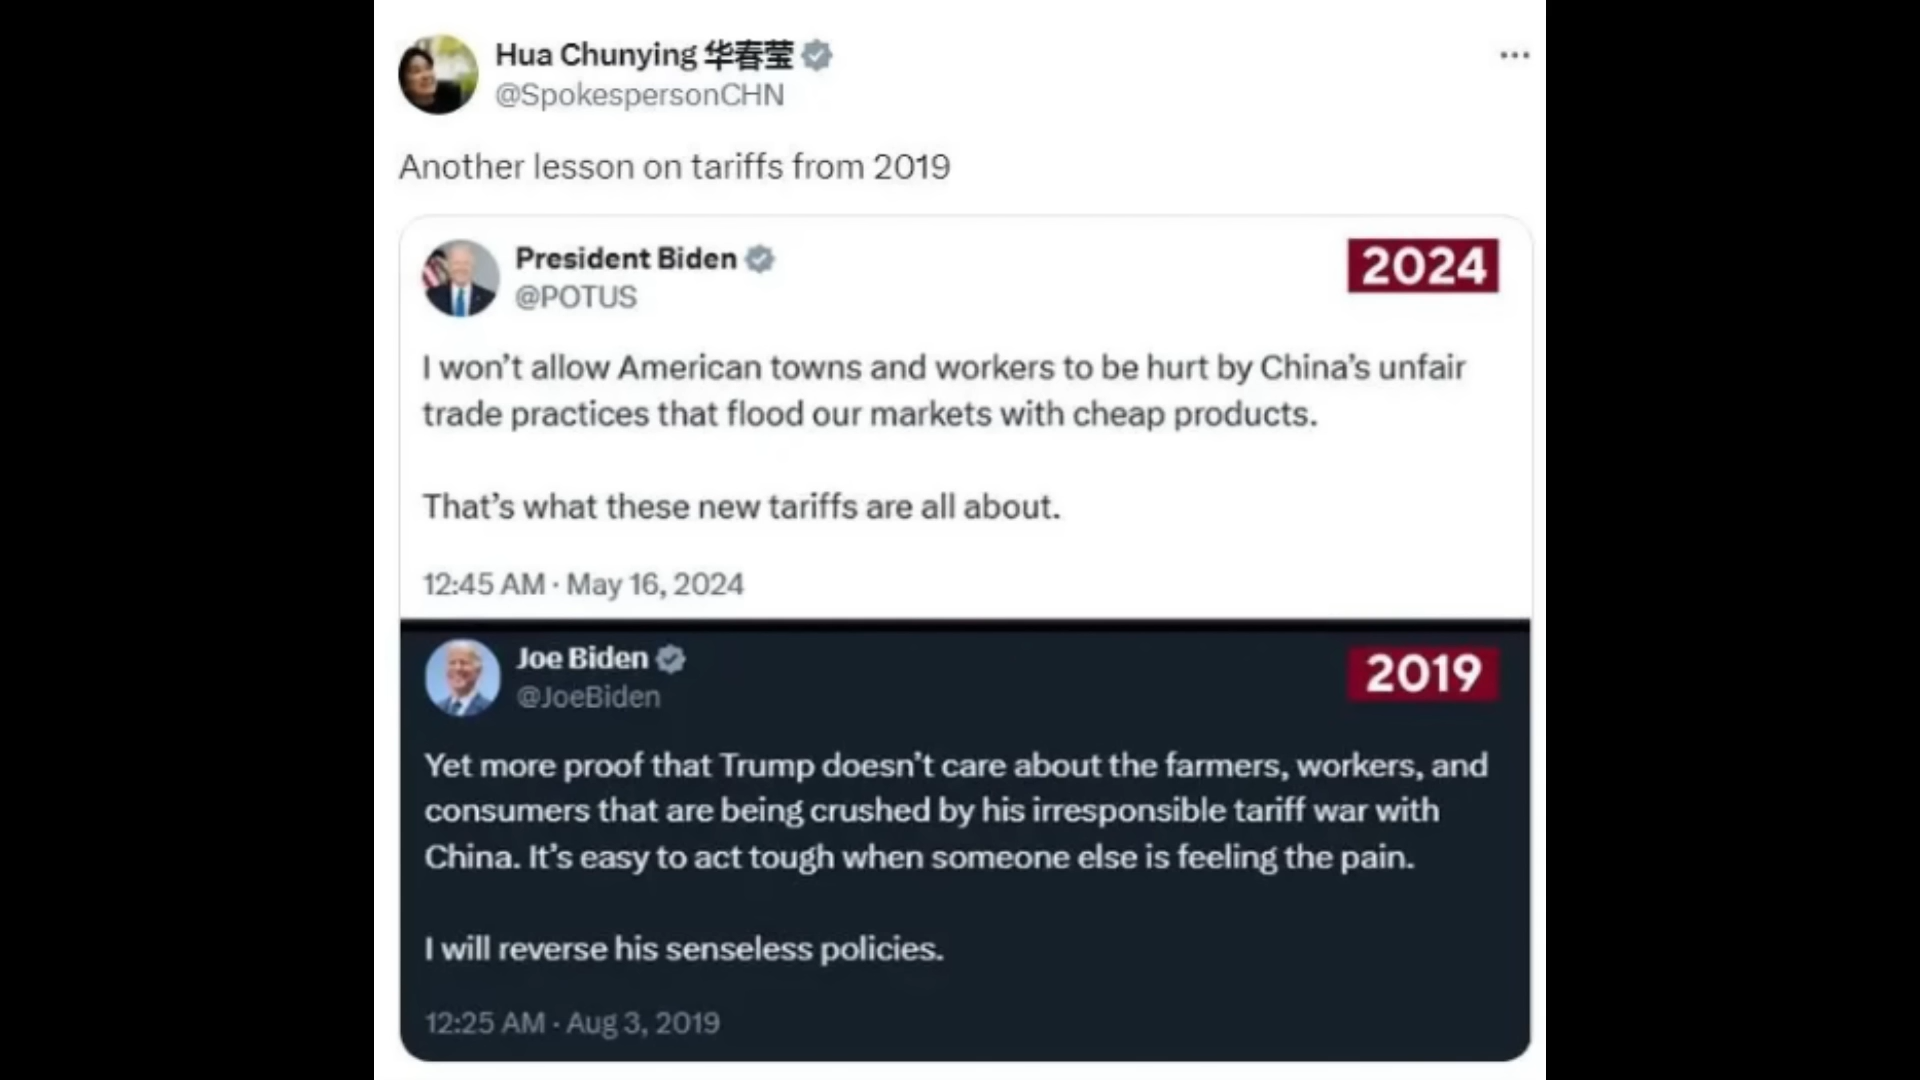 Hua Chunying 华春莹
@SpokespersonCHN
Another lesson on tariffs from 2019
President Biden
@POTUS
2024
I won't allow American towns and workers to be hurt by China's unfair
trade practices that flood our markets with cheap products.
That's what these new tariffs are all about.
12:45 AM · May 16, 2024
Joe Biden
@JoeBiden
2019
Yet more proof that Trump doesn't care about the farmers, workers, and
consumers that are being crushed by his irresponsible tariff war with
China. It's easy to act tough when someone else is feeling the pain.
I will reverse his senseless policies.
12:25 AM · Aug 3, 2019